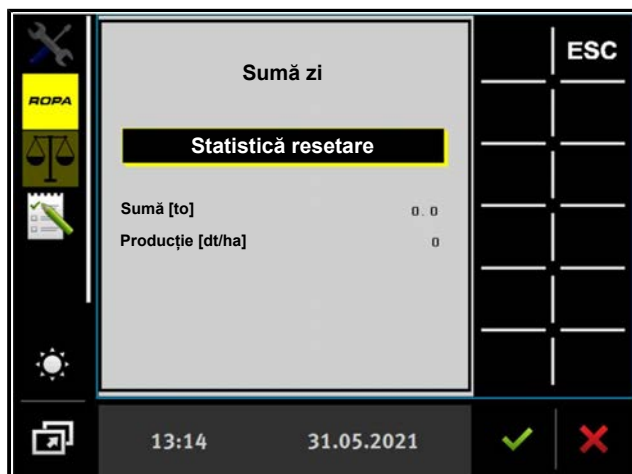 ESC
Sumă zi
ROPA
Statistică resetare
Sumă [to] 0.0
Producție [dt/ha] 0
13:14 31.05.2021